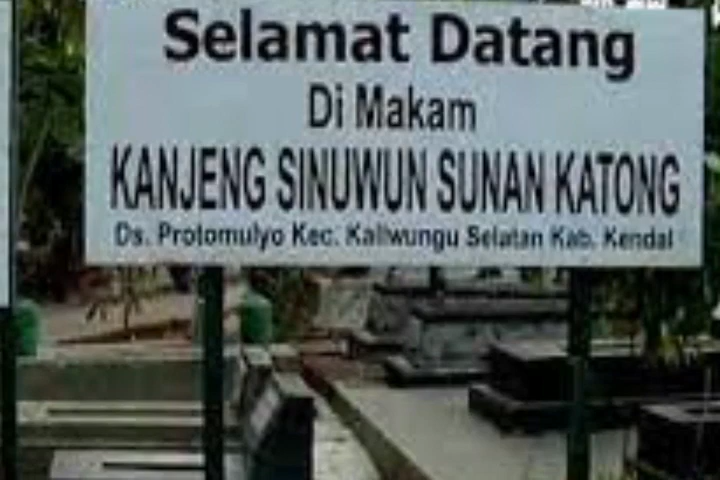 Selamat Datang
Di Makam
KANJENG SINUWUN SUNAN KATONG
Ds. Protomulyo Kec. Kaliwungu Selatan Kab. Kendal